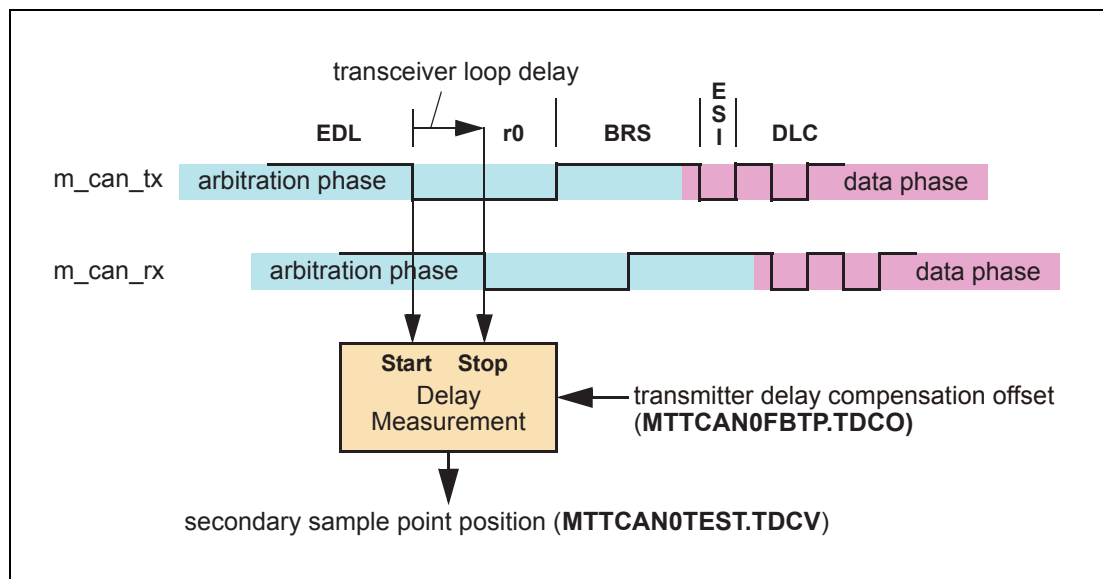 transceiver loop delay
E
S
I
EDL
r0
BRS
DLC
m_can_tx
arbitration phase
data phase
m_can_rx
arbitration phase
data phase
Start Stop
Delay
Measurement
transmitter delay compensation offset
(MTTCAN0FBTP.TDCO)
secondary sample point position (MTTCAN0TEST.TDCV)